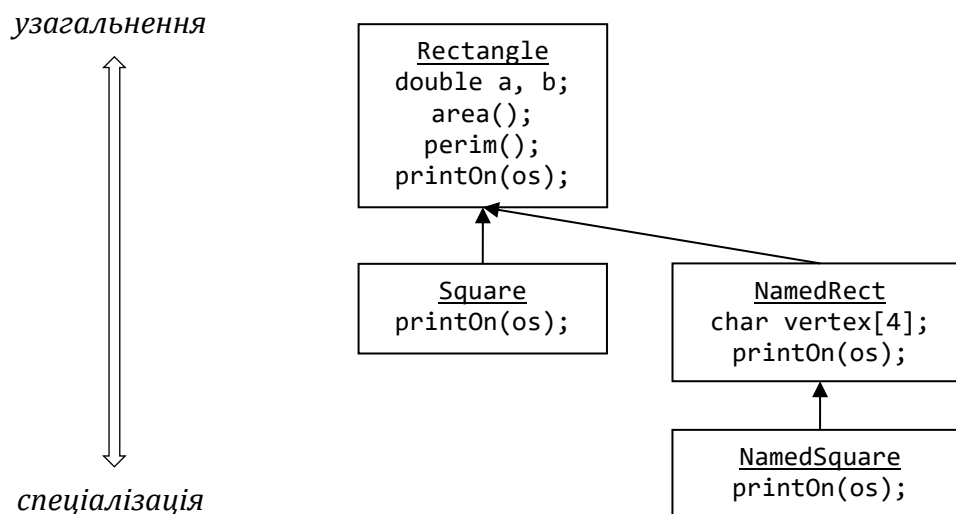 узагальнення
Rectangle
double a, b;
area();
perim();
printOn(os);
Square
printOn(os);
NamedRect
char vertex[4];
printOn(os);
NamedSquare
printOn(os);
спеціалізація